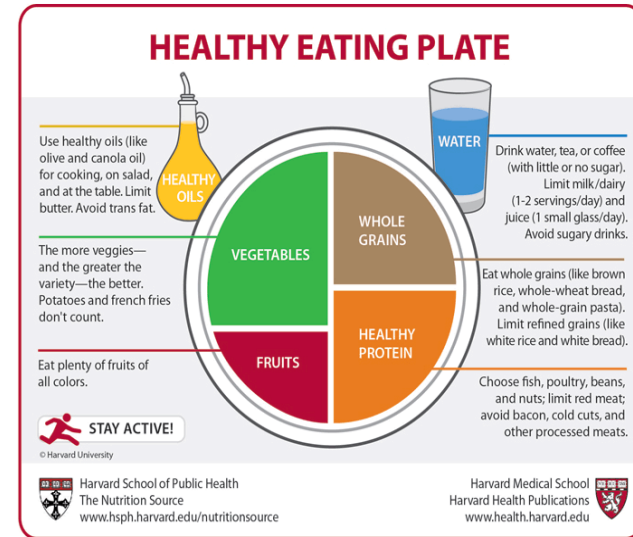 HEALTHY EATING PLATE
Use healthy oils (like
olive and canola oil)
for cooking, on salad,
and at the table. Limit
butter. Avoid trans fat.
HEALTHY
OILS
The more veggies—
and the greater the
variety—the better.
Potatoes and french fries
don't count.
Eat plenty of fruits of
all colors.
VEGETABLES
FRUITS
WHOLE
GRAINS
HEALTHY
PROTEIN
WATER
Drink water, tea, or coffee
(with little or no sugar).
Limit milk/dairy
(1-2 servings/day) and
juice (1 small glass/day).
Avoid sugary drinks.
Eat whole grains (like brown
rice, whole-wheat bread,
and whole-grain pasta).
Limit refined grains (like
white rice and white bread).
Choose fish, poultry, beans,
and nuts; limit red meat;
avoid bacon, cold cuts, and
other processed meats.
STAY ACTIVE!
© Harvard University
Harvard School of Public Health
The Nutrition Source
www.hsph.harvard.edu/nutritionsource
Harvard Medical School
Harvard Health Publications
www.health.harvard.edu